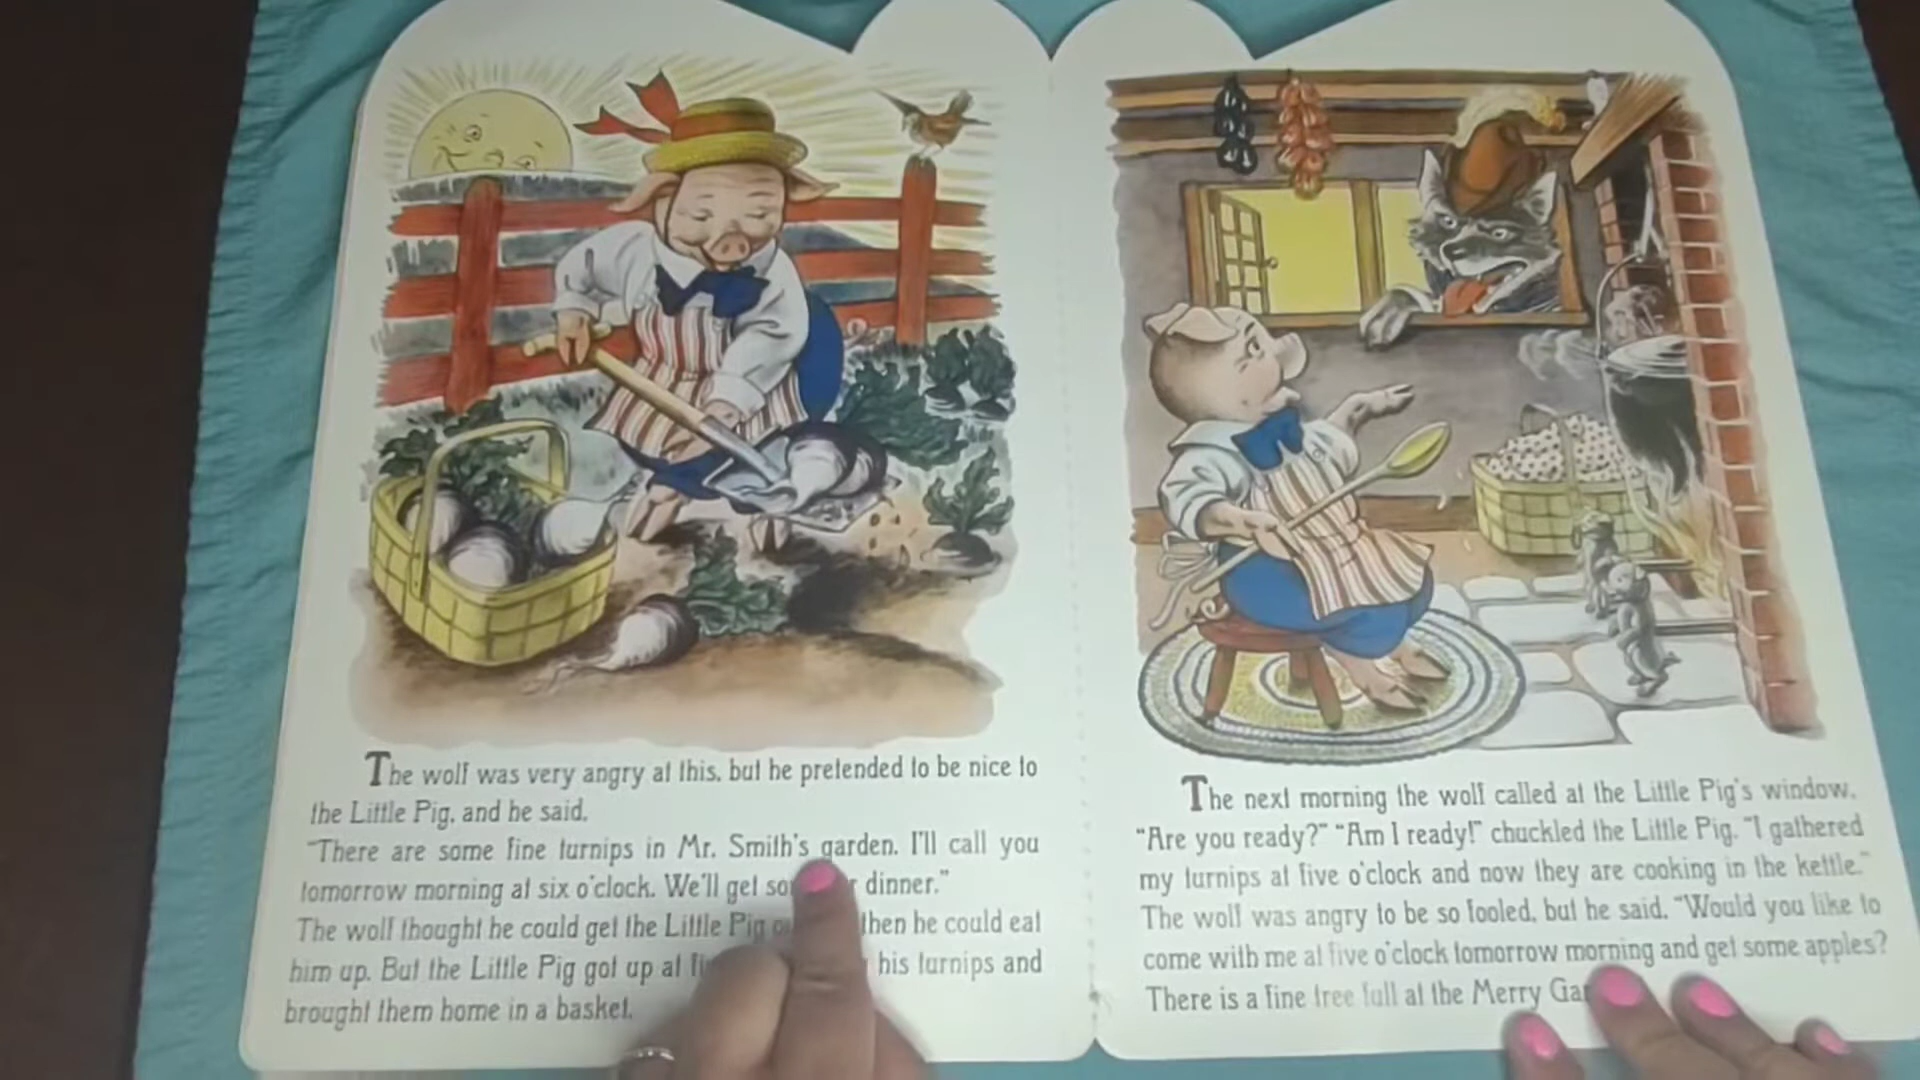 The wolf was very angry at this, but he pretended to be nice to
the Little Pig, and he said,
"There are some fine turnips in Mr. Smith's garden. I'll call you
tomorrow morning at six o'clock. We'll get dinner."
The wolf thought he could get the Little Pig then he could eat
him up. But the Little Pig got up at his turnips and
brought them home in a basket.
The next morning the wolf called at the Little Pig's window.
"Are you ready?" "Am I ready!" chuckled the Little Pig. "I gathered
my turnips at five o'clock and now they are cooking in the kettle."
The wolf was angry to be so fooled, but he said, "Would you like to
come with me at five o'clock tomorrow morning and get some apples?
There is a fine tree full at the Merry